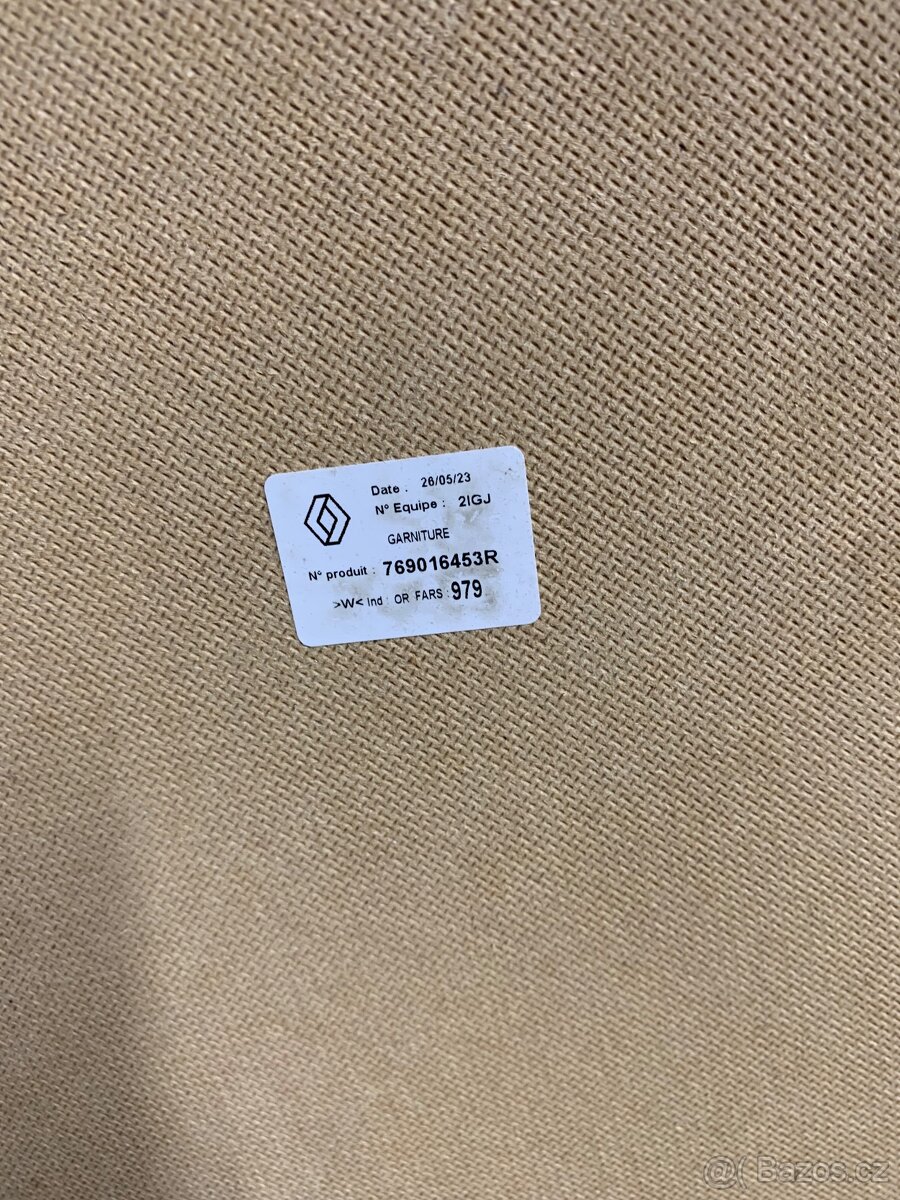 Date : 26/05/23
N° Equipe : 2IGJ
GARNITURE
N° produit : 769016453R
>W< Ind : OR FARS : 979
@( Bazos.cz